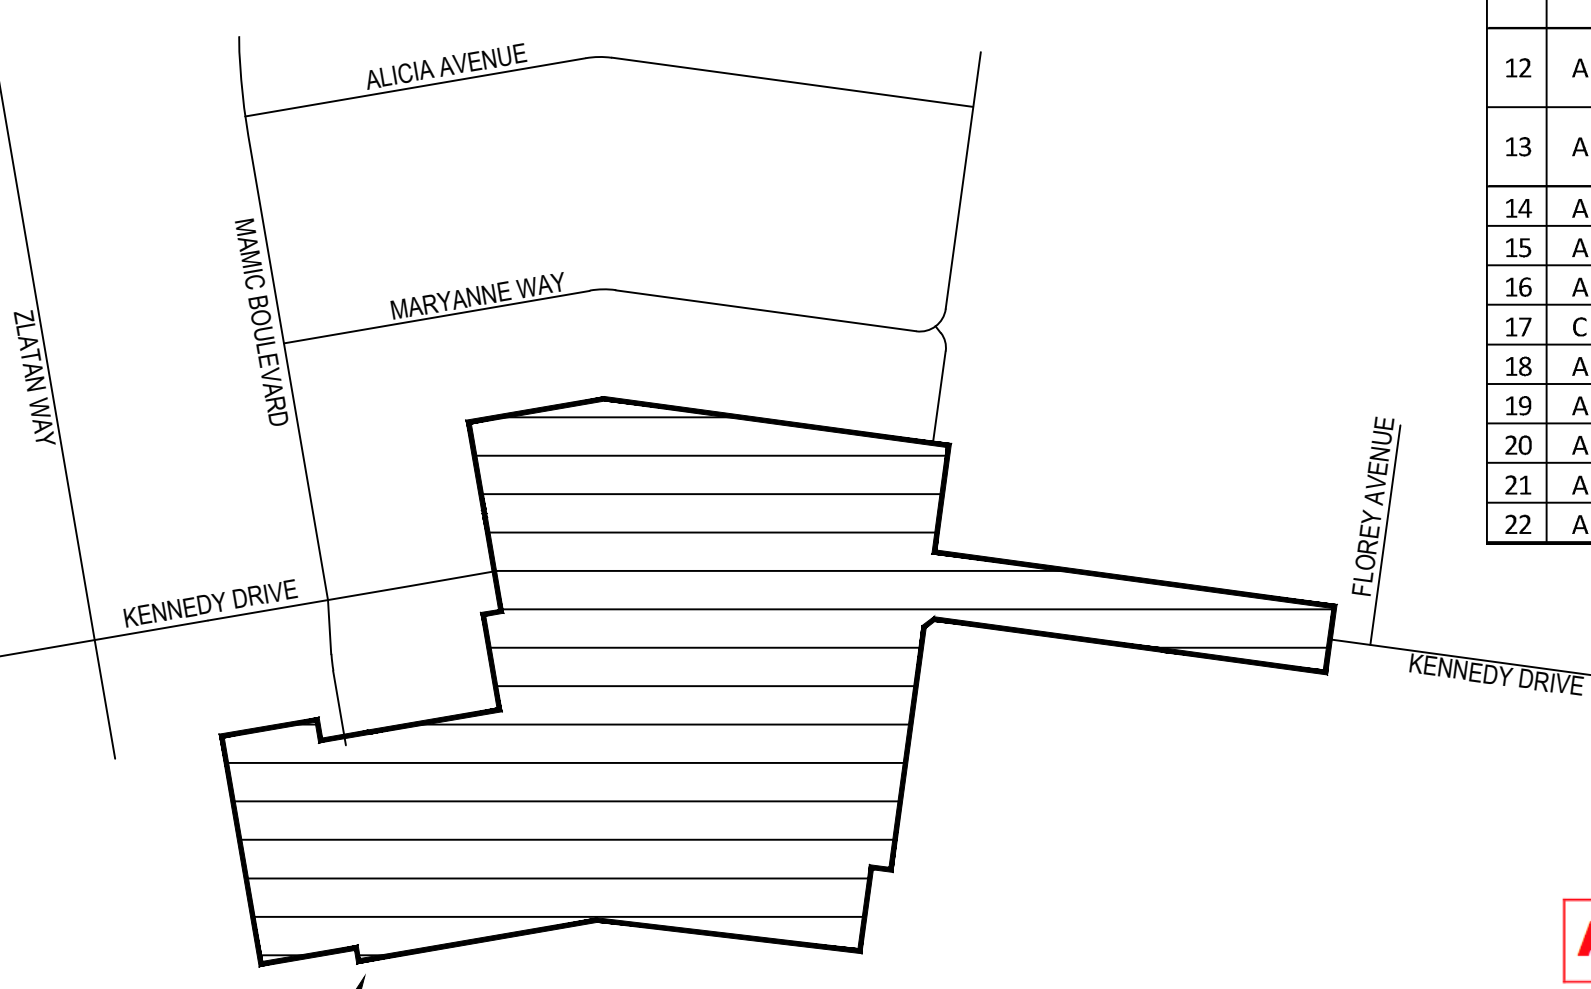 ALICIA AVENUE
MAMIC BOULEVARD
MARYANNE WAY
ZLATAN WAY
KENNEDY DRIVE
FLOREY AVENUE
KENNEDY DRIVE
12 A
13 A
14 A
15 A
16 A
17 C
18 A
19 A
20 A
21 A
22 A